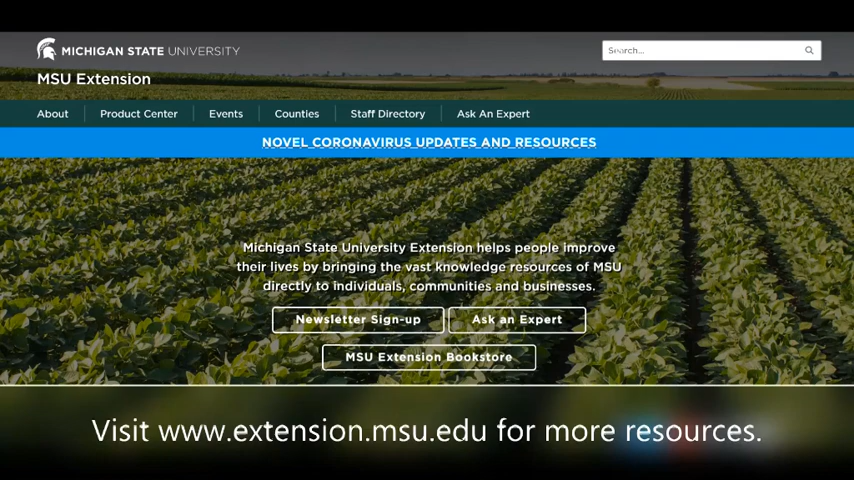 MICHIGAN STATE UNIVERSITY
Search...
MSU Extension
About Product Center Events Counties Staff Directory Ask An Expert
NOVEL CORONAVIRUS UPDATES AND RESOURCES
Michigan State University Extension helps people improve
their lives by bringing the vast knowledge resources of MSU
directly to individuals, communities and businesses.
Newsletter Sign-up Ask an Expert
MSU Extension Bookstore
Visit www.extension.msu.edu for more resources.